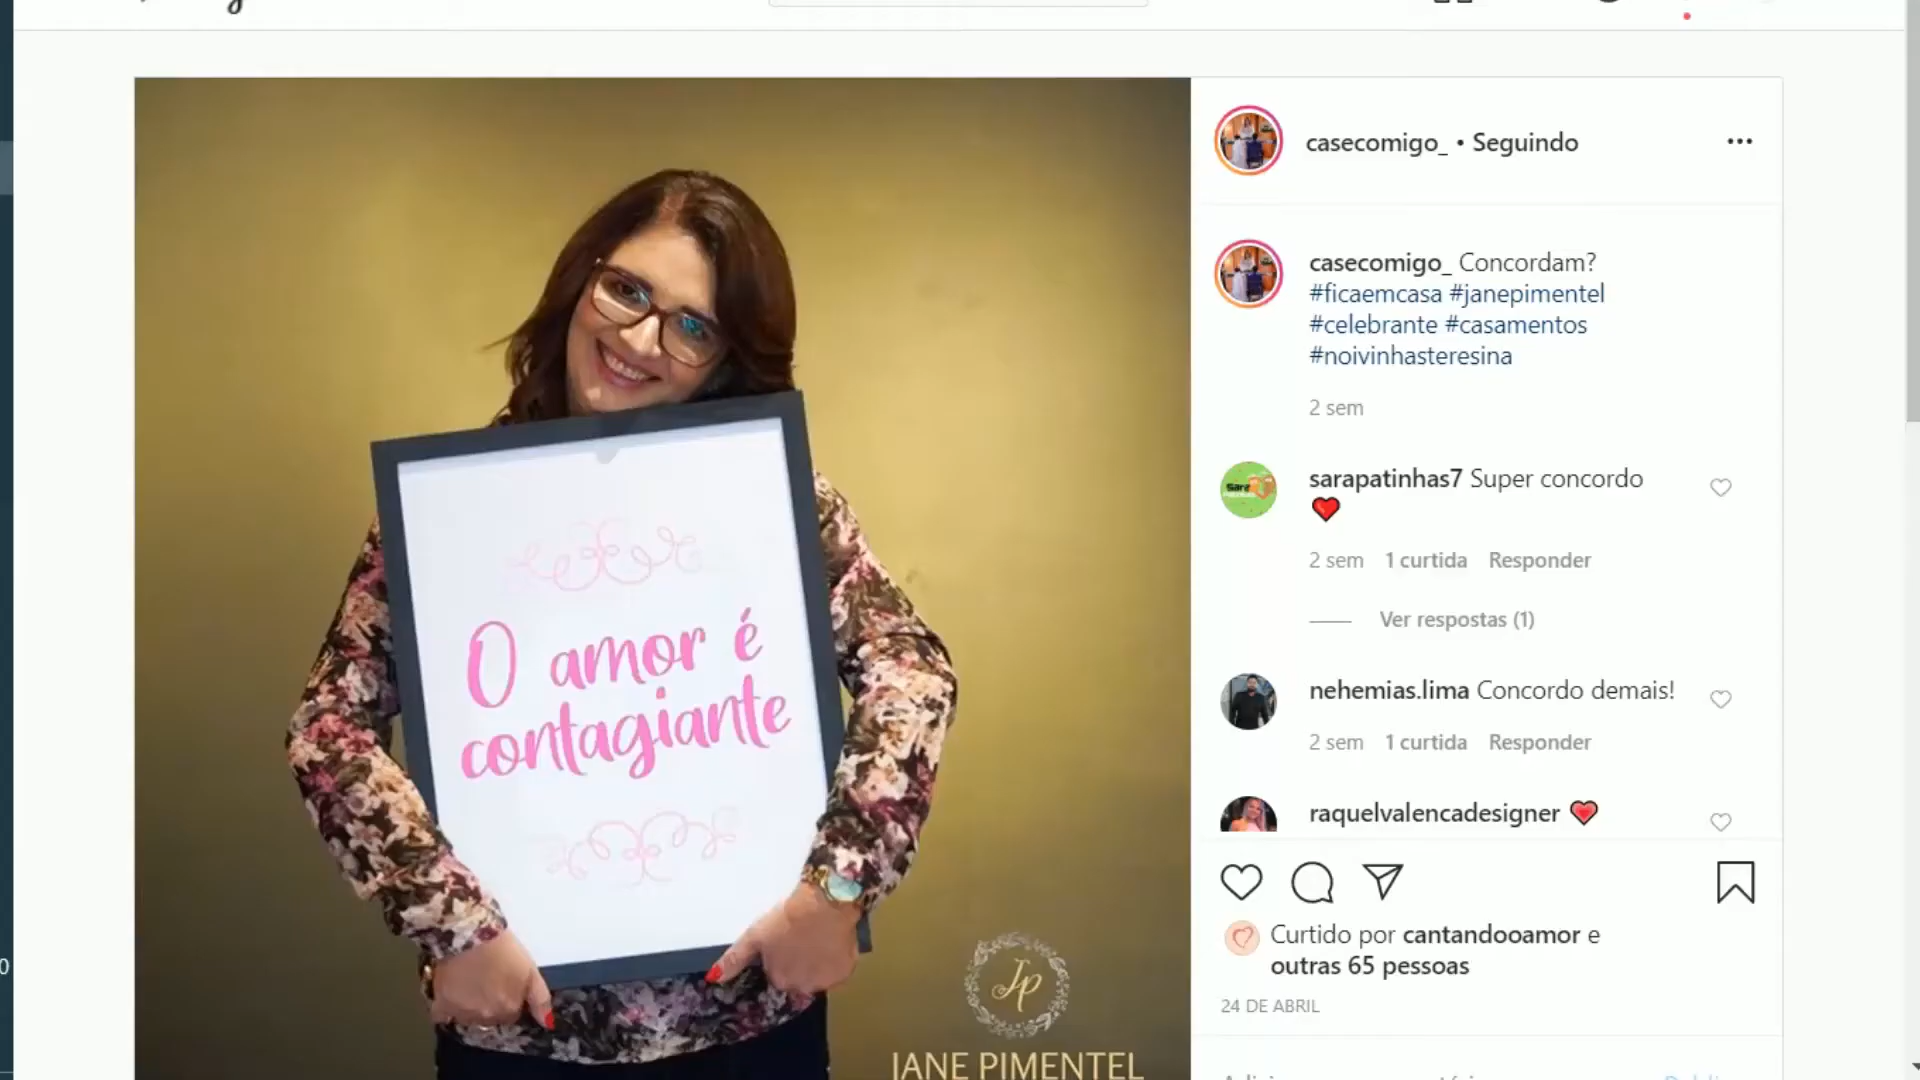 casecomigo_ • Seguindo
casecomigo_ Concordam?
#ficaemcasa #janepimentel
#celebrante #casamentos
#noivinhasteresina
2 sem
sarapatinhas7 Super concordo
2 sem 1 curtida Responder
Ver respostas (1)
nehemias.lima Concordo demais!
2 sem 1 curtida Responder
raquelvalencadesigner
Curtido por cantandooamor e
outras 65 pessoas
24 DE ABRIL
O amor é
contagiante
Jp
JANE PIMENTEL